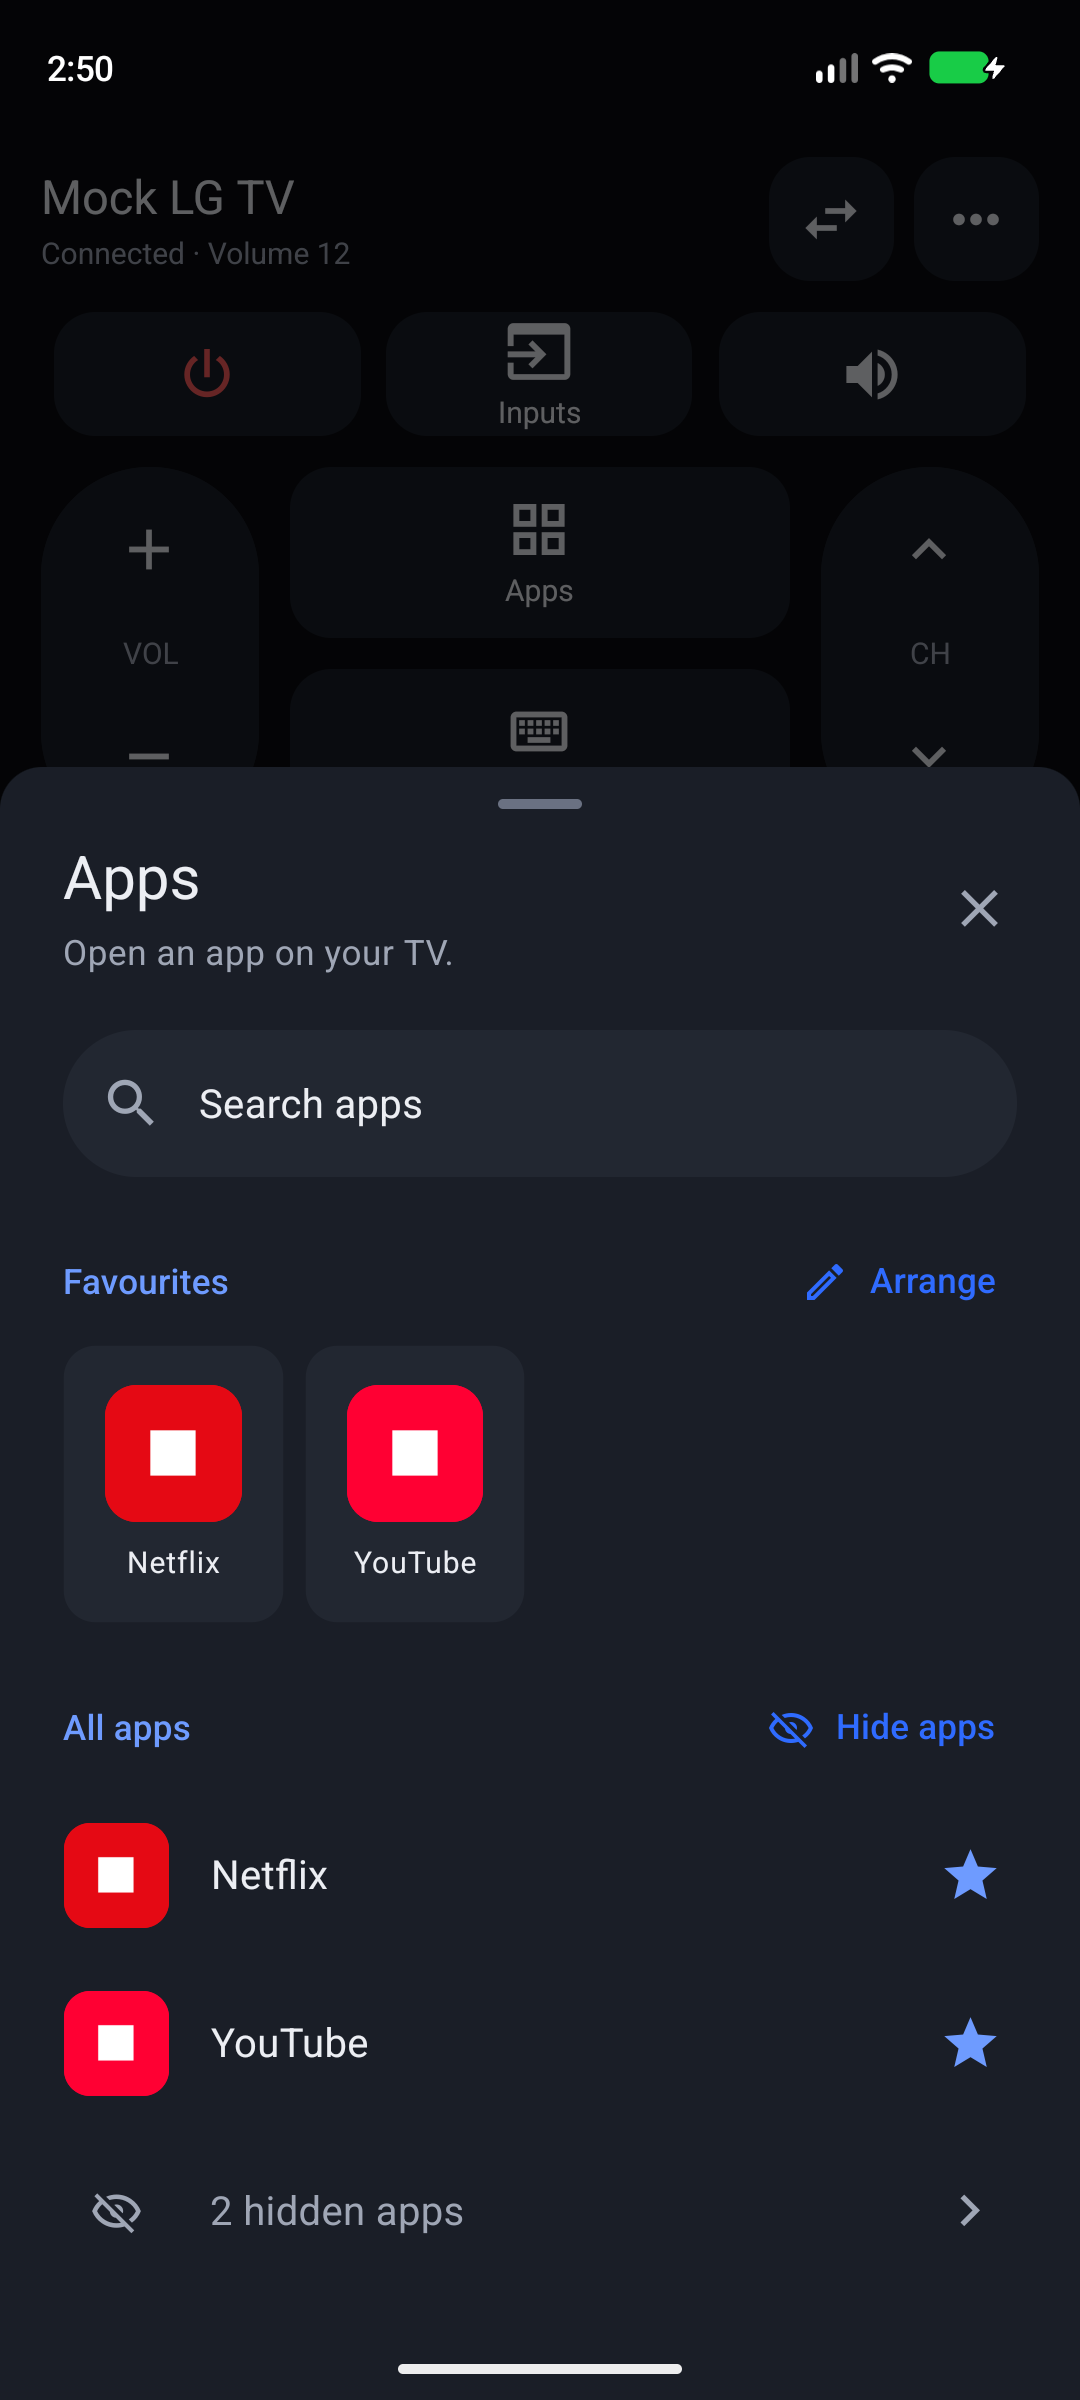 2:50
Mock LG TV
Connected · Volume 12
Inputs
Apps
VOL
CH
Apps
Open an app on your TV.
Search apps
Favourites
Arrange
Netflix
YouTube
All apps
Hide apps
Netflix
YouTube
2 hidden apps